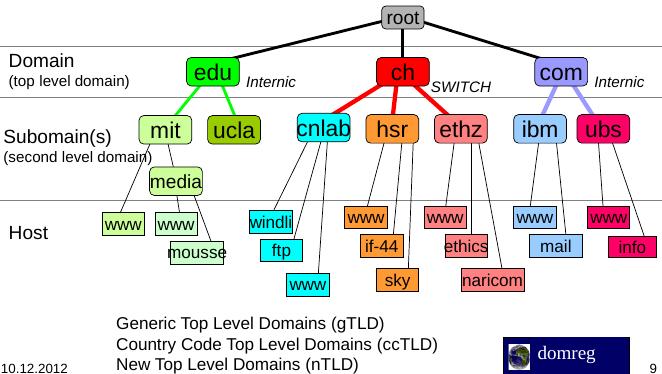 root
Domain
(top level domain)
edu
Internic
ch
SWITCH
com
Internic
Subomain(s)
(second level domain)
mit
ucla
cnlab
hsr
ethz
ibm
ubs
media
Host
www
www
mousse
windli
ftp
www
www
if-44
sky
www
ethics
naricom
www
mail
www
info
Generic Top Level Domains (gTLD)
Country Code Top Level Domains (ccTLD)
New Top Level Domains (nTLD)
10.12.2012
domreg
9